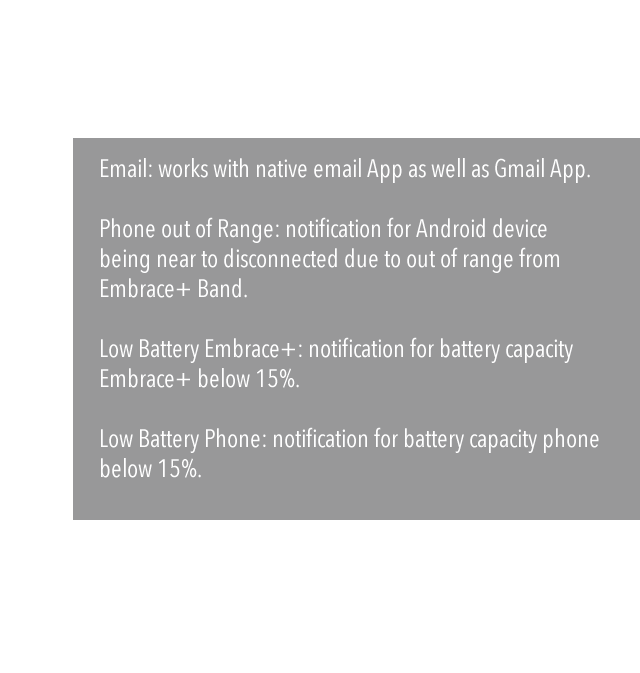 Email: works with native email App as well as Gmail App.
Phone out of Range: notification for Android device
being near to disconnected due to out of range from
Embrace+ Band.
Low Battery Embrace+: notification for battery capacity
Embrace+ below 15%.
Low Battery Phone: notification for battery capacity phone
below 15%.